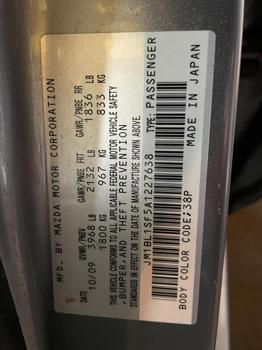 MFD. BY MAZDA MOTOR CORPORATION
10/09
GVWR/PNBV
3968 LB
1800 KG
GAWR/PNBE FRT
2132 LB
967 KG
GAWR/PNBE RR
1836 LB
833 KG
THIS VEHICLE CONFORMS TO ALL APPLICABLE FEDERAL MOTOR VEHICLE SAFETY
, BUMPER, AND THEFT PREVENTION
STANDARDS IN EFFECT ON THE DATE OF MANUFACTURE SHOWN ABOVE.
JM1BL1SF5A1227638
TYPE: PASSENGER
BODY COLOR CODE; 38P
MADE IN JAPAN